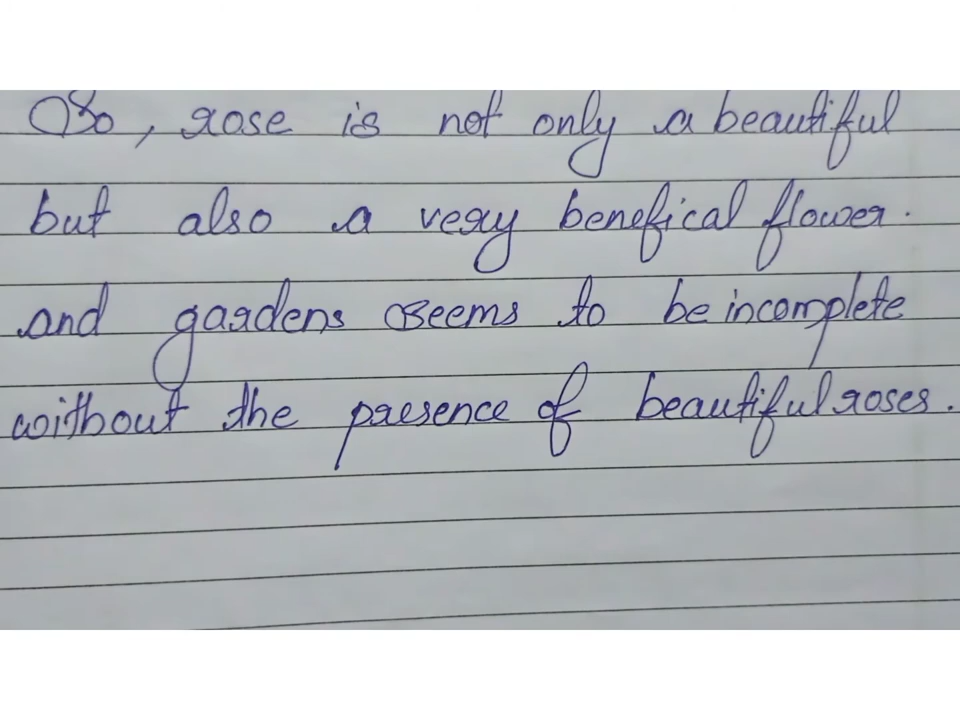 So, rose is not only a beautiful
but also a very benefical flower.
and gardens seems to be incomplete
without the presence of beautiful roses.